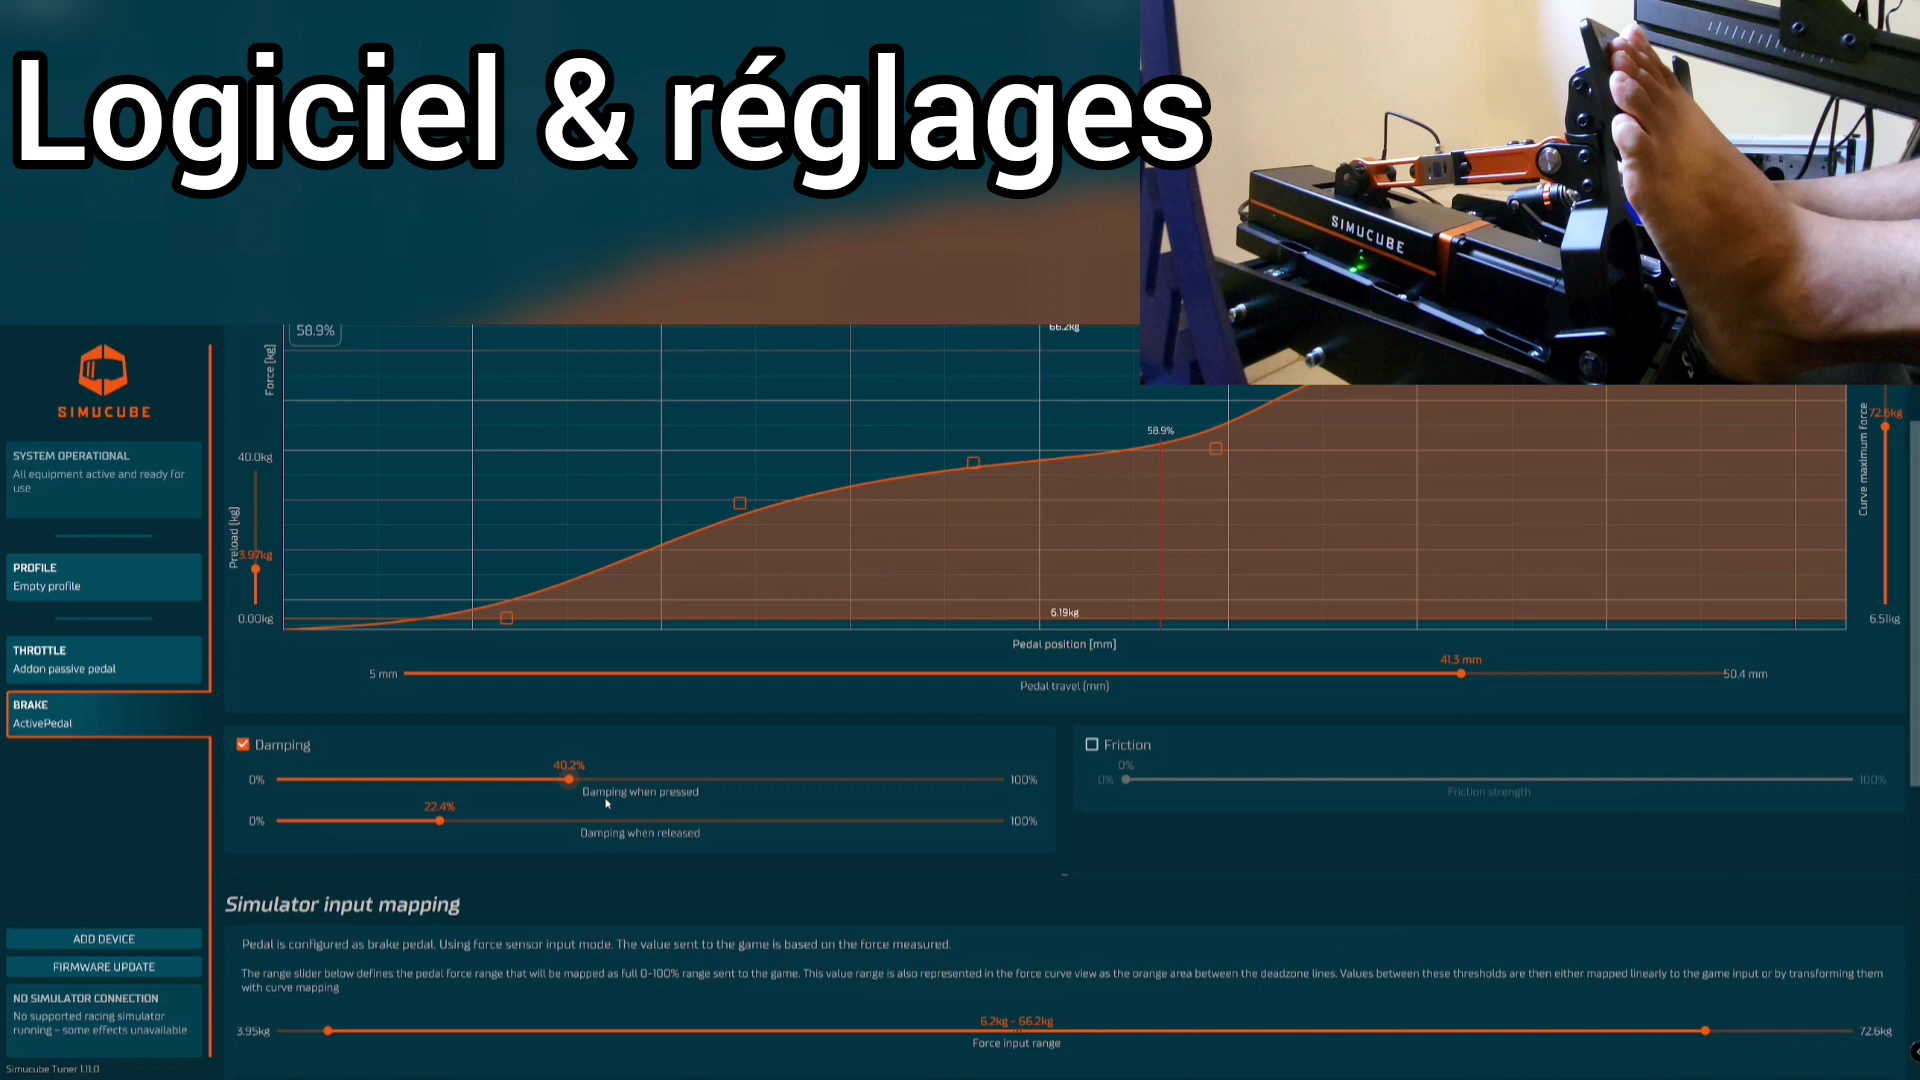 Logiciel & réglages
SIMUCUBE
58.9%
66.2kg
Force [kg]
SIMUCUBE
SYSTEM OPERATIONAL
All equipment active and ready for
use
PROFILE
Empty profile
THROTTLE
Addon passive pedal
BRAKE
ActivePedal
40.0kg
Preload [kg]
3.97kg
0.00kg
58.9%
6.19kg
Curve maximum force
72.6kg
6.51kg
Pedal position [mm]
5 mm
41.3 mm
50.4 mm
Pedal travel (mm)
Damping
40.2%
0%
100%
Damping when pressed
22.4%
0%
100%
Damping when released
Friction
0%
0%
100%
Friction strength
Simulator input mapping
Pedal is configured as brake pedal. Using force sensor input mode. The value sent to the game is based on the force measured.
The range slider below defines the pedal force range that will be mapped as full 0-100% range sent to the game. This value range is also represented in the force curve view as the orange area between the deadzone lines. Values between these thresholds are then either mapped linearly to the game input or by transforming them
with curve mapping
3.95kg
6.2kg - 66.2kg
72.6kg
Force input range
ADD DEVICE
FIRMWARE UPDATE
NO SIMULATOR CONNECTION
No supported racing simulator
running - some effects unavailable
Simucube Tuner 1.11.0